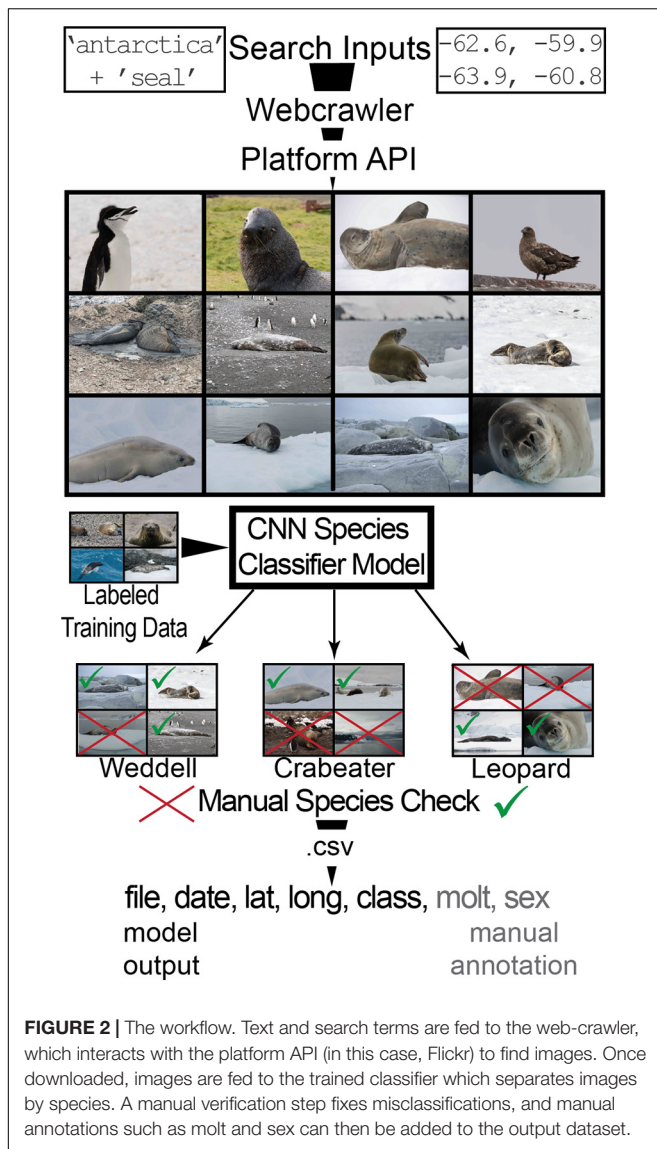 'antarctica'
+ 'seal'
Search Inputs
-62.6, -59.9
-63.9, -60.8
Webcrawler
Platform API
CNN Species
Classifier Model
Labeled
Training Data
Weddell
Crabeater
Leopard
Manual Species Check
.csv
file, date, lat, long, class, molt, sex
model
output
manual
annotation
FIGURE 2 | The workflow. Text and search terms are fed to the web-crawler,
which interacts with the platform API (in this case, Flickr) to find images. Once
downloaded, images are fed to the trained classifier which separates images
by species. A manual verification step fixes misclassifications, and manual
annotations such as molt and sex can then be added to the output dataset.